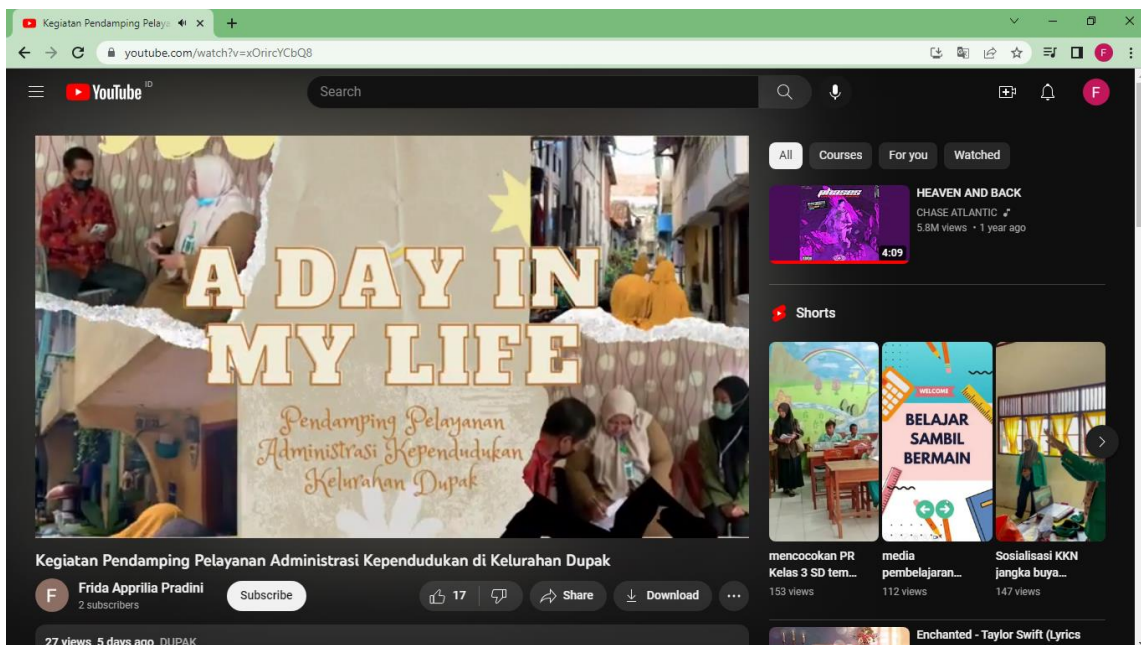 Kegiatan Pendamping Pelaya
youtube.com/watch?v=xOrircYCbQ8
F
YouTube ID
Search
F
A DAY IN
MY LIFE
Pendamping Pelayanan
Administrasi Kependudukan
Kelurahan Dupak
Kegiatan Pendamping Pelayanan Administrasi Kependudukan di Kelurahan Dupak
F
Frida Apprilia Pradini
2 subscribers
Subscribe
17
Share
Download
27 views 5 days ago DUPAK
All
Courses
For you
Watched
phases
4:09
HEAVEN AND BACK
CHASE ATLANTIC
5.8M views • 1 year ago
Shorts
WELCOME
BELAJAR
SAMBIL
BERMAIN
mencocokan PR
Kelas 3 SD tem...
153 views
media
pembelajaran...
112 views
Sosialisasi KKN
jangka buya...
147 views
Enchanted - Taylor Swift (Lyrics